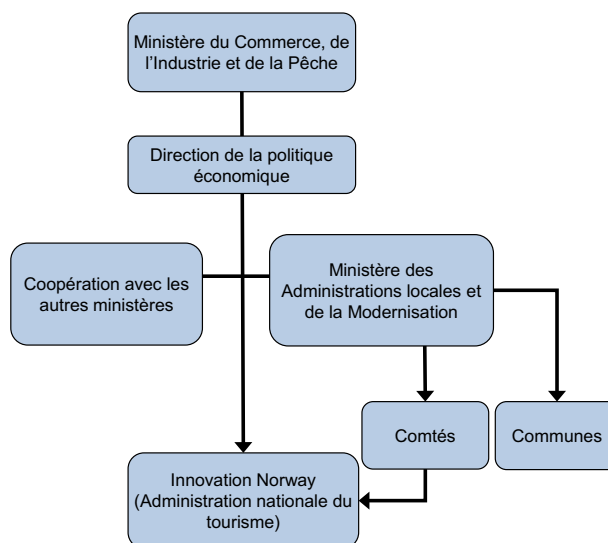 Ministère du Commerce, de
l'Industrie et de la Pêche
Direction de la politique
économique
Coopération avec les
autres ministères
Ministère des
Administrations locales et
de la Modernisation
Comtés
Communes
Innovation Norway
(Administration nationale du
tourisme)